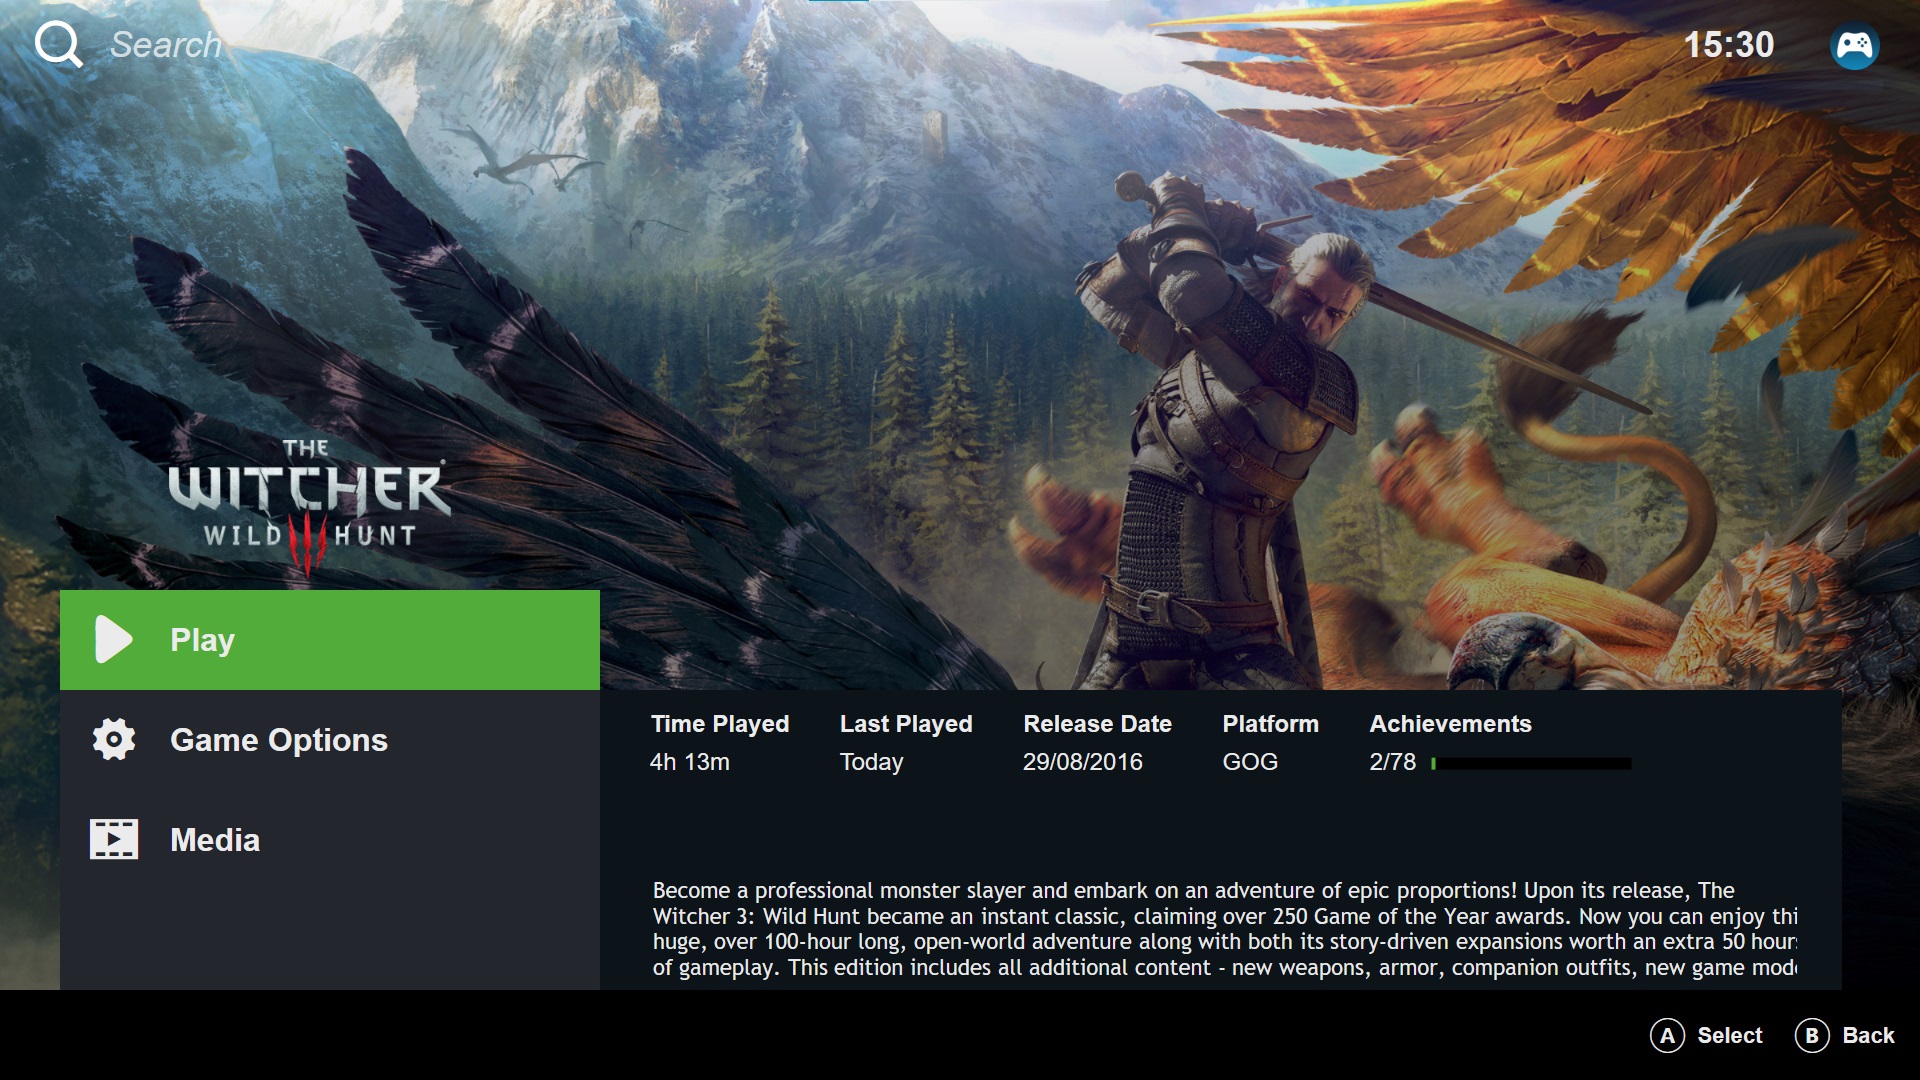 Search
15:30
THE
WITCHER
WILD HUNT
Play
Game Options
Media
Time Played Last Played Release Date Platform Achievements
4h 13m Today 29/08/2016 GOG 2/78
Become a professional monster slayer and embark on an adventure of epic proportions! Upon its release, The
Witcher 3: Wild Hunt became an instant classic, claiming over 250 Game of the Year awards. Now you can enjoy thi
huge, over 100-hour long, open-world adventure along with both its story-driven expansions worth an extra 50 hour
of gameplay. This edition includes all additional content - new weapons, armor, companion outfits, new game mod
A Select B Back